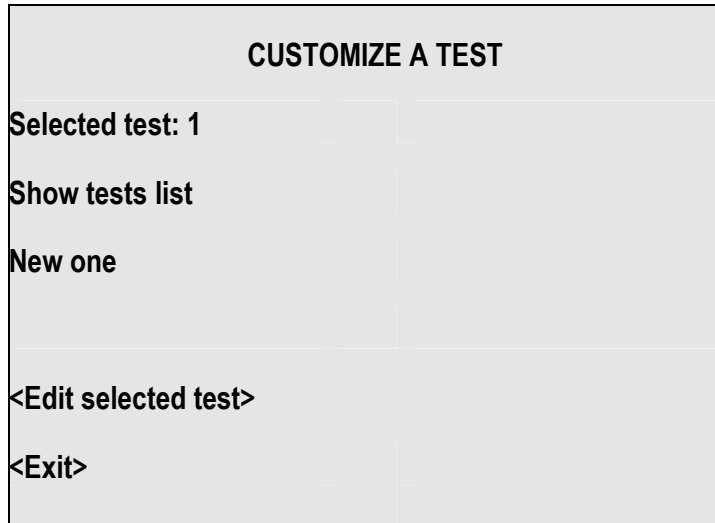 CUSTOMIZE A TEST
Selected test: 1
Show tests list
New one
<Edit selected test>
<Exit>